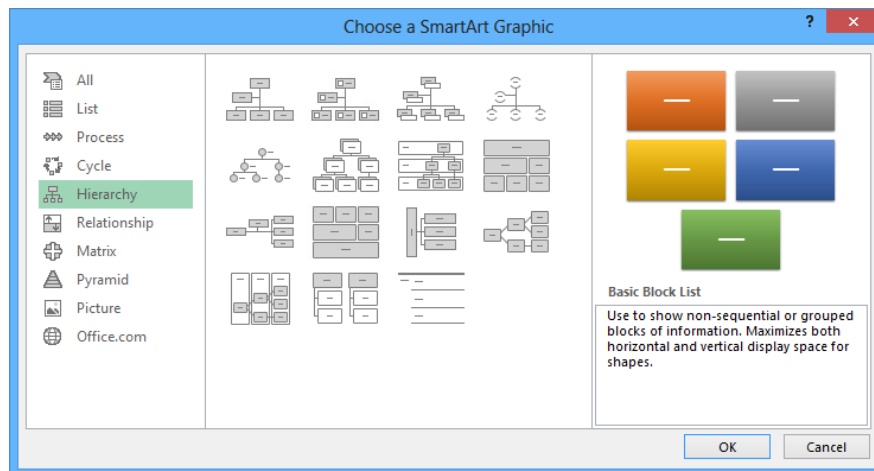 Choose a SmartArt Graphic
?
All
List
Process
Cycle
Hierarchy
Relationship
Matrix
Pyramid
Picture
Office.com
Basic Block List
Use to show non-sequential or grouped
blocks of information. Maximizes both
horizontal and vertical display space for
shapes.
OK
Cancel